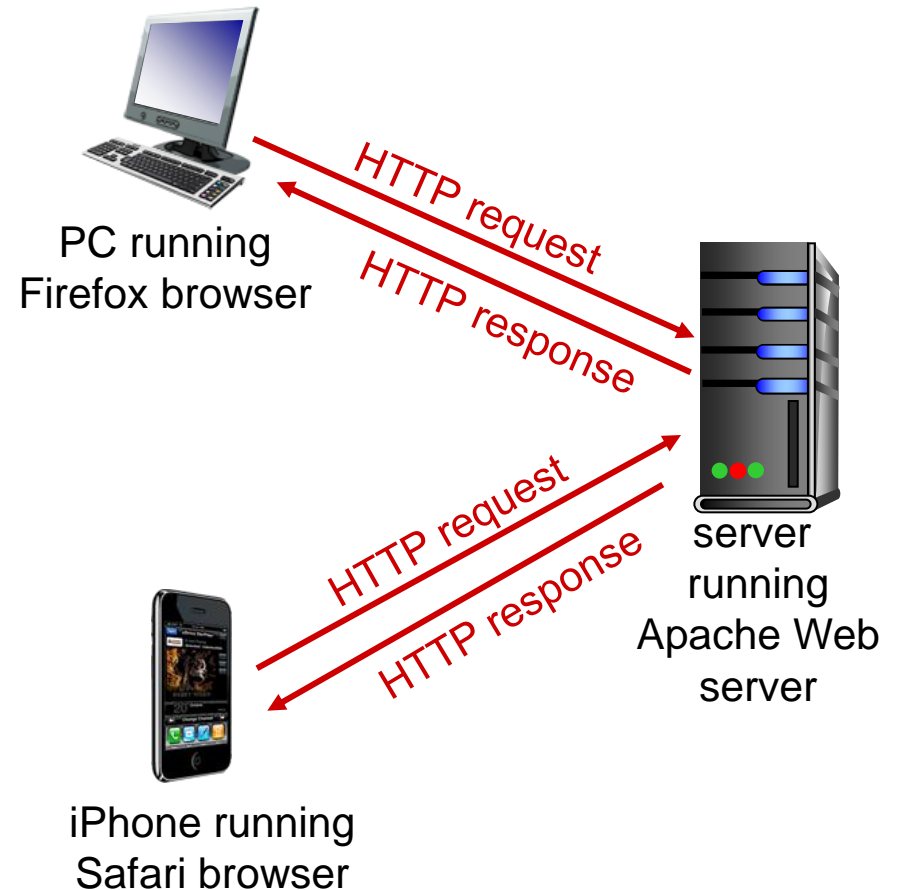 HTTP request
HTTP response
PC running
Firefox browser
HTTP request
HTTP response
server
running
Apache Web
server
iPhone running
Safari browser